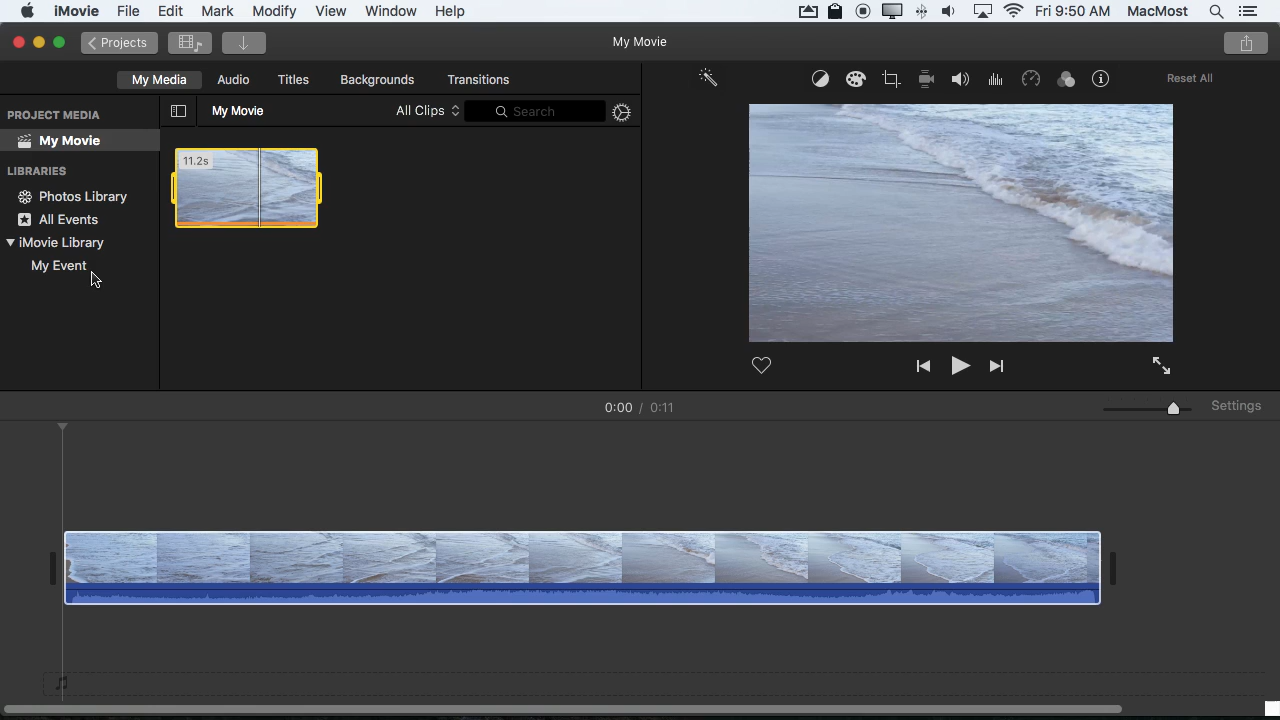 iMovie File Edit Mark Modify View Window Help Fri 9:50 AM MacMost
Projects My Movie
My Media Audio Titles Backgrounds Transitions Reset All
PROJECT MEDIA My Movie All Clips Search
My Movie
LIBRARIES
11.2s
Photos Library
All Events
iMovie Library
My Event
0:00 / 0:11 Settings